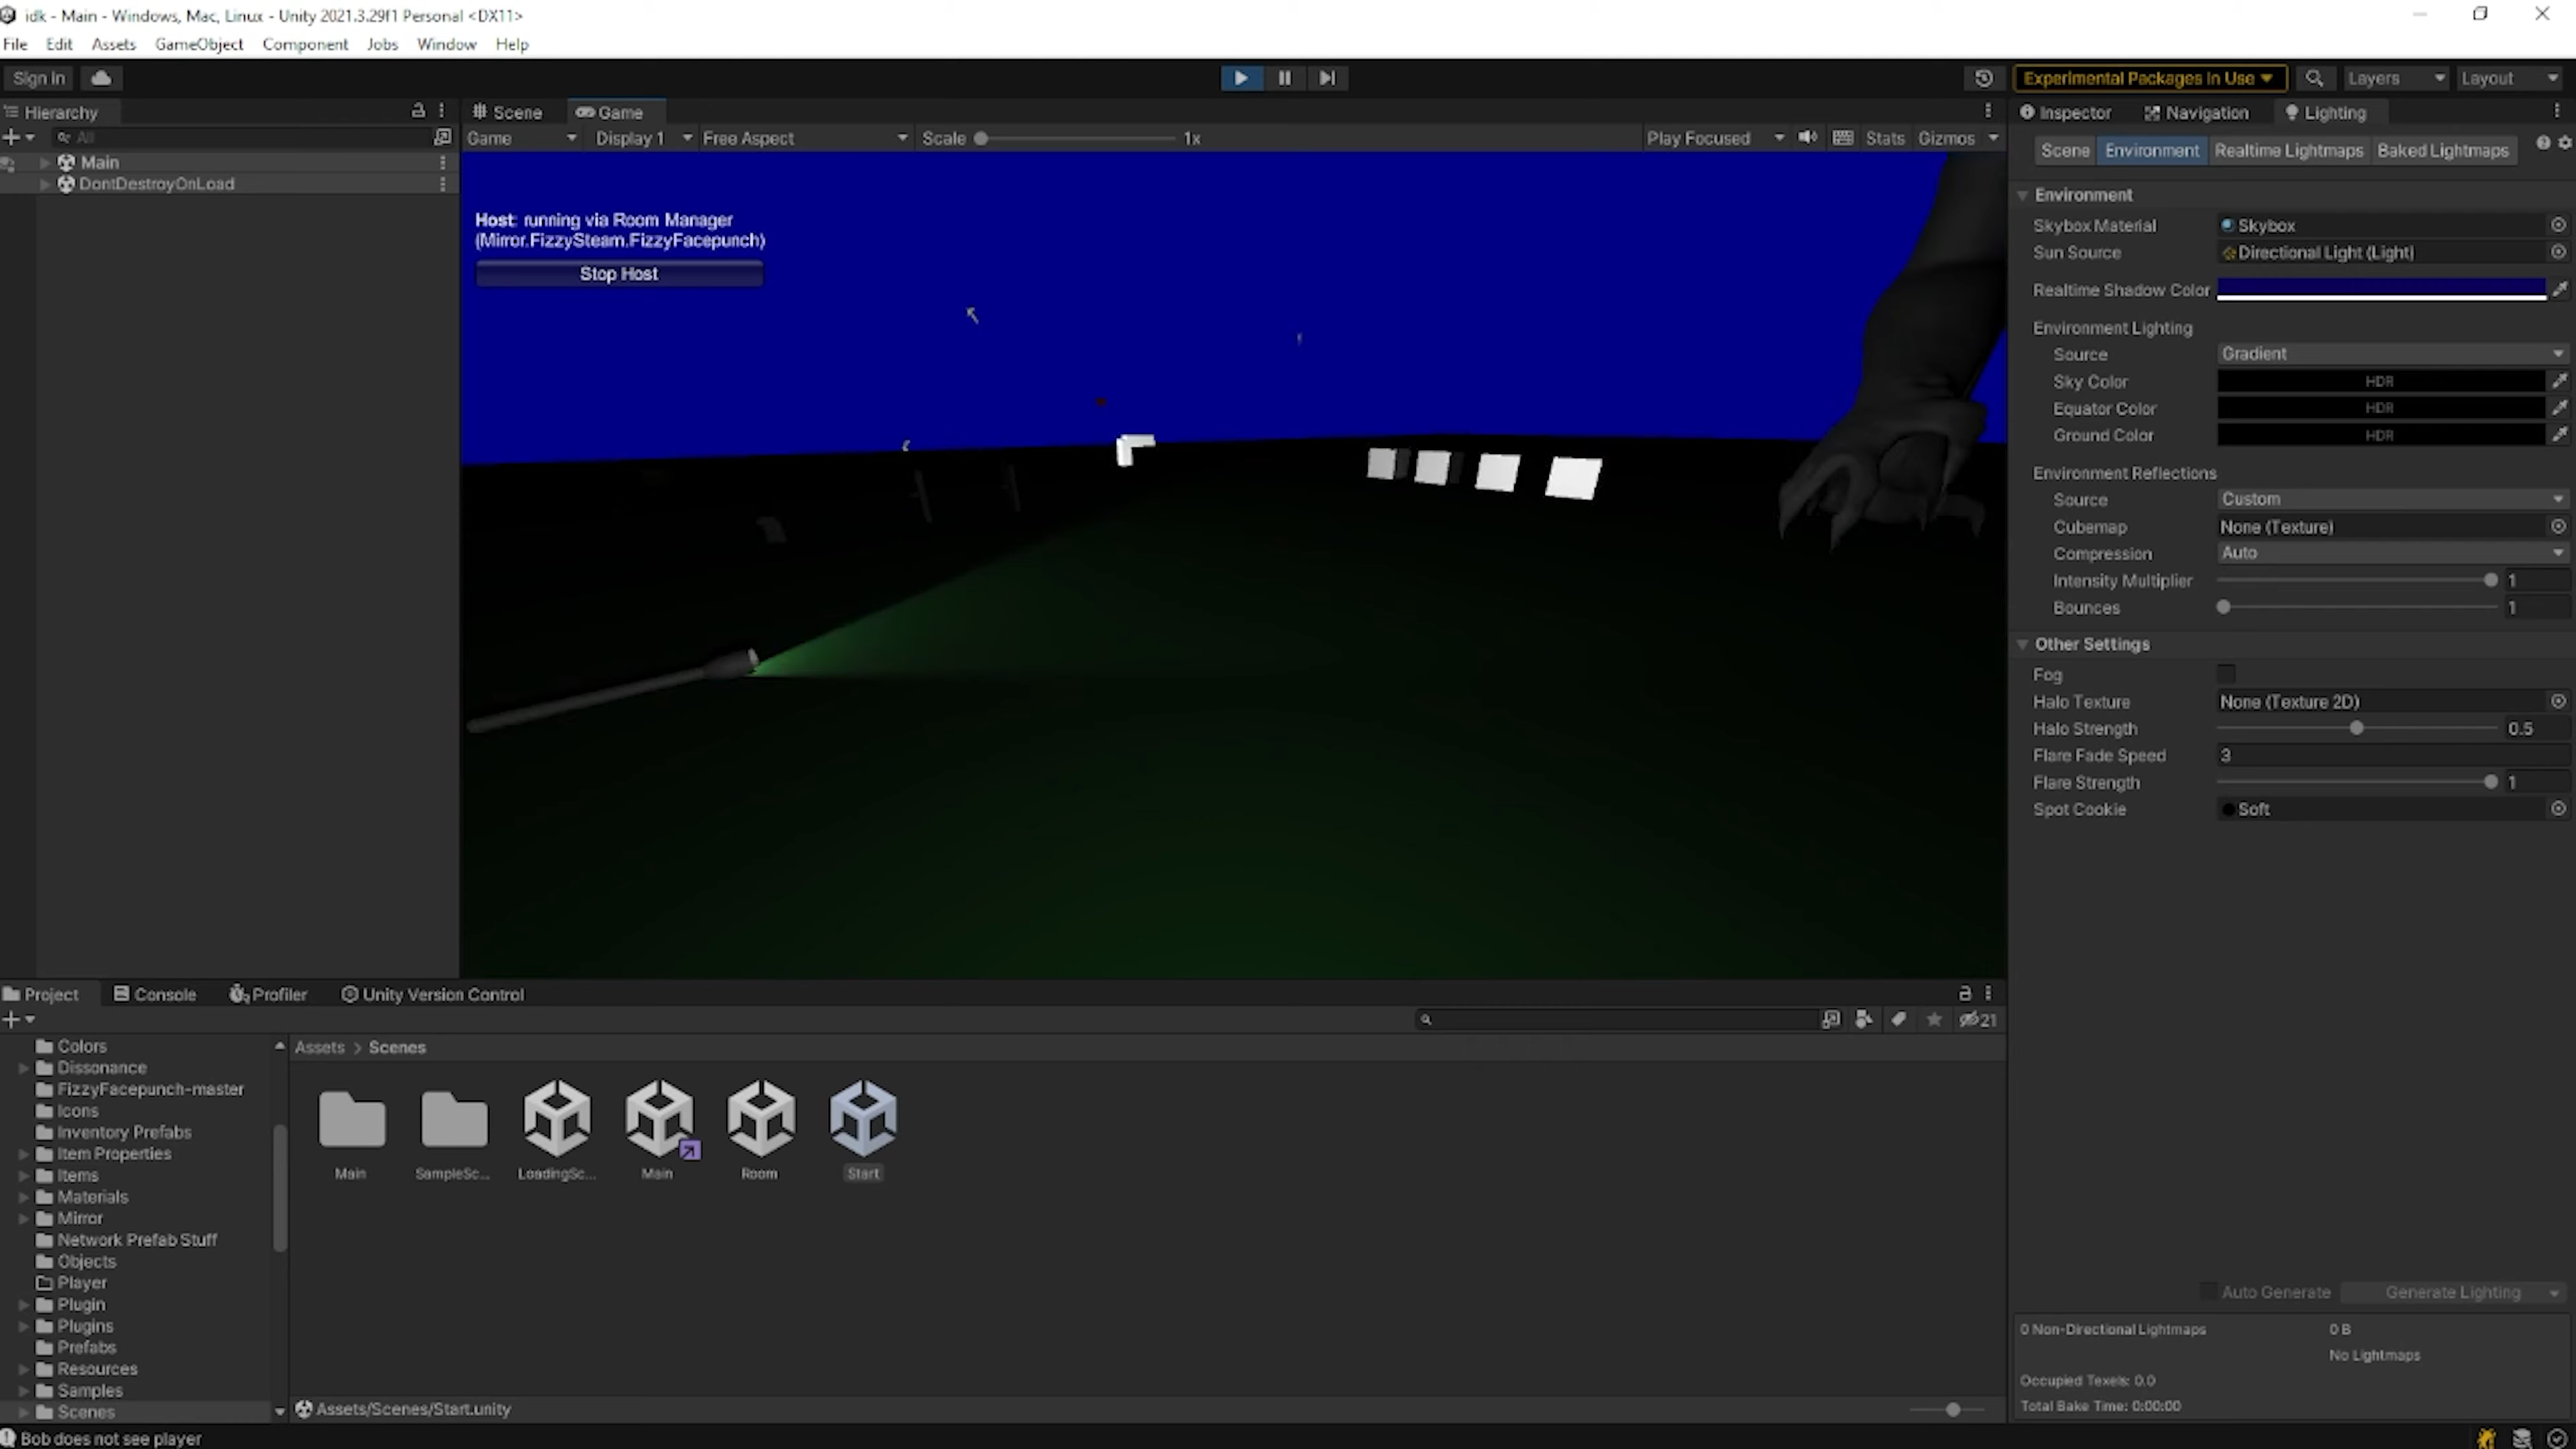 idk - Main - Windows, Mac, Linux - Unity 2021.3.29f1 Personal <DX11>
File Edit Assets GameObject Component Jobs Window Help
Sign in
Experimental Packages In Use
Layers
Layout
Hierarchy
All
Main
DontDestroyOnLoad
Scene Game
Game Display 1 Free Aspect Scale 1x Play Focused Stats Gizmos
Host: running via Room Manager
(Mirror.FizzySteam.FizzyFacepunch)
Stop Host
Inspector Navigation Lighting
Scene Environment Realtime Lightmaps Baked Lightmaps
Environment
Skybox Material Skybox
Sun Source Directional Light (Light)
Realtime Shadow Color
Environment Lighting
Source Gradient
Sky Color HDR
Equator Color HDR
Ground Color HDR
Environment Reflections
Source Custom
Cubemap None (Texture)
Compression Auto
Intensity Multiplier 1
Bounces 1
Other Settings
Fog
Halo Texture None (Texture 2D)
Halo Strength 0.5
Flare Fade Speed 3
Flare Strength 1
Spot Cookie Soft
Auto Generate Generate Lighting
0 Non-Directional Lightmaps 0 B
No Lightmaps
Occupied Texels: 0.0
Total Bake Time: 0:00:00
Project Console Profiler Unity Version Control
21
Colors
Dissonance
FizzyFacepunch-master
Icons
Inventory Prefabs
Item Properties
Items
Materials
Mirror
Network Prefab Stuff
Objects
Player
Plugin
Plugins
Prefabs
Resources
Samples
Scenes
Assets > Scenes
Main SampleSc... LoadingSc... Main Room Start
Assets/Scenes/Start.unity
Bob does not see player